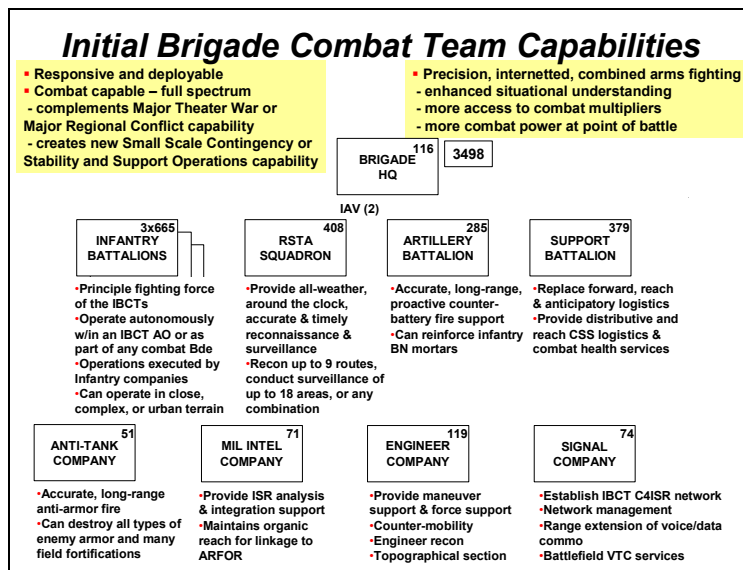 Initial Brigade Combat Team Capabilities
▪ Responsive and deployable
▪ Combat capable – full spectrum
- complements Major Theater War or
Major Regional Conflict capability
- creates new Small Scale Contingency or
Stability and Support Operations capability
▪ Precision, internetted, combined arms fighting
- enhanced situational understanding
- more access to combat multipliers
- more combat power at point of battle
116
BRIGADE
HQ
3498
IAV (2)
3x665
INFANTRY
BATTALIONS
•Principle fighting force
of the IBCTs
•Operate autonomously
w/in an IBCT AO or as
part of any combat Bde
•Operations executed by
Infantry companies
•Can operate in close,
complex, or urban terrain
408
RSTA
SQUADRON
•Provide all-weather,
around the clock,
accurate & timely
reconnaissance &
surveillance
•Recon up to 9 routes,
conduct surveillance of
up to 18 areas, or any
combination
285
ARTILLERY
BATTALION
•Accurate, long-range,
proactive counter-
battery fire support
•Can reinforce infantry
BN mortars
379
SUPPORT
BATTALION
•Replace forward, reach
& anticipatory logistics
•Provide distributive and
reach CSS logistics &
combat health services
51
ANTI-TANK
COMPANY
•Accurate, long-range
anti-armor fire
•Can destroy all types of
enemy armor and many
field fortifications
71
MIL INTEL
COMPANY
•Provide ISR analysis
& integration support
•Maintains organic
reach for linkage to
ARFOR
119
ENGINEER
COMPANY
•Provide maneuver
support & force support
•Counter-mobility
•Engineer recon
•Topographical section
74
SIGNAL
COMPANY
•Establish IBCT C4ISR network
•Network management
•Range extension of voice/data
commo
•Battlefield VTC services